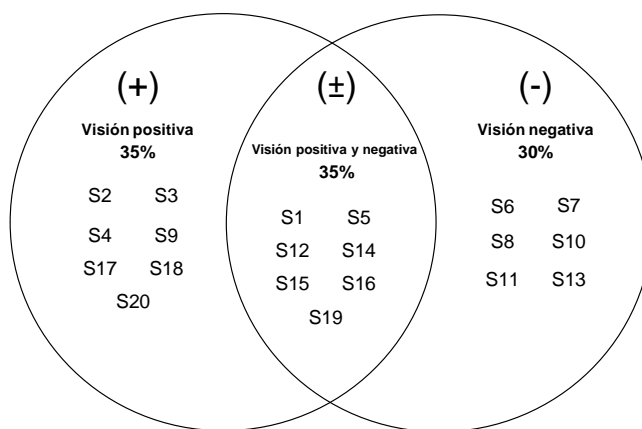 (+)
Visión positiva
35%
S2 S3
S4 S9
S17 S18
S20
(±)
Visión positiva y negativa
35%
S1 S5
S12 S14
S15 S16
S19
(-)
Visión negativa
30%
S6 S7
S8 S10
S11 S13